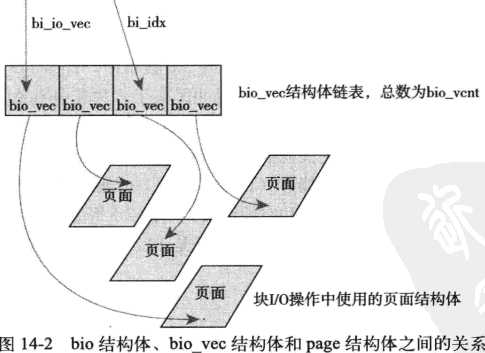 bi_io_vec bi_idx
bio_vec bio_vec bio_vec bio_vec
bio_vec结构体链表，总数为bio_vcnt
页面
页面
页面
页面
块I/O操作中使用的页面结构体
图 14-2 bio 结构体、bio_vec 结构体和 page 结构体之间的关系